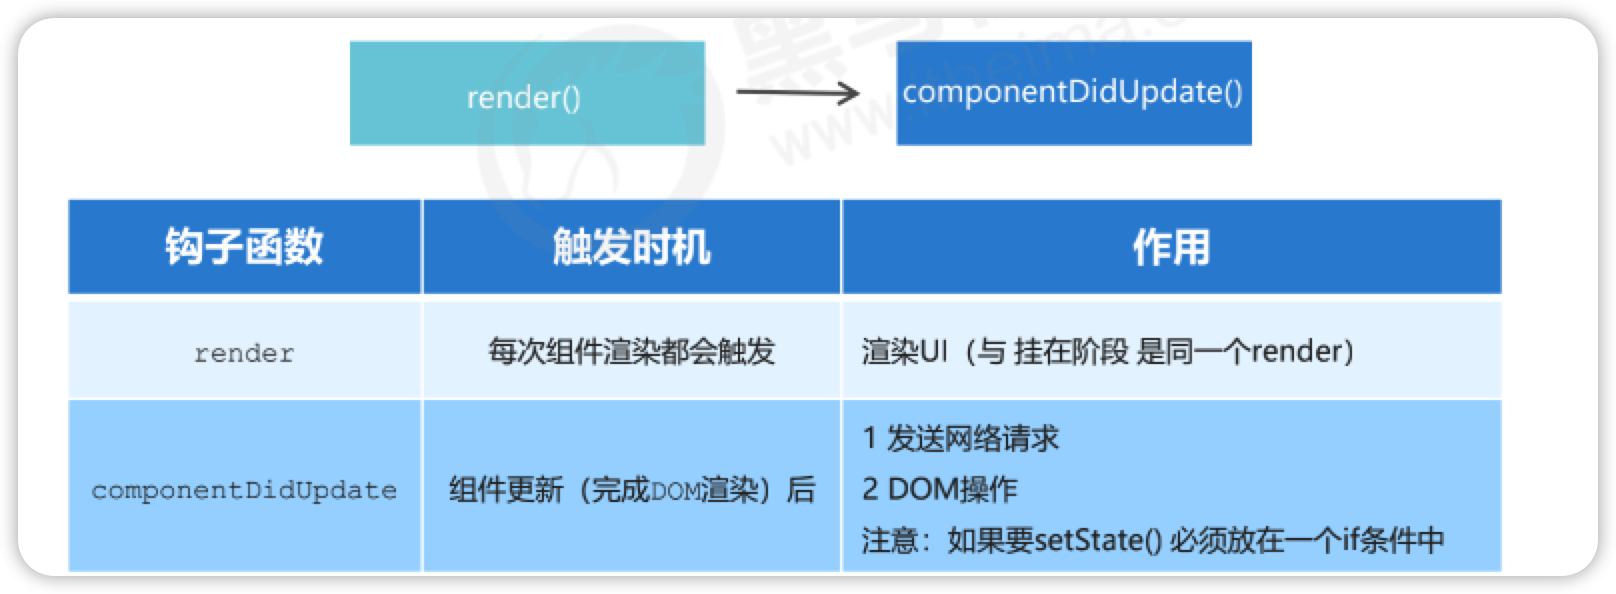 render()
componentDidUpdate()
钩子函数
触发时机
作用
render
每次组件渲染都会触发
渲染UI（与 挂在阶段 是同一个render）
componentDidUpdate
组件更新（完成DOM渲染）后
1 发送网络请求
2 DOM操作
注意：如果要setState() 必须放在一个if条件中